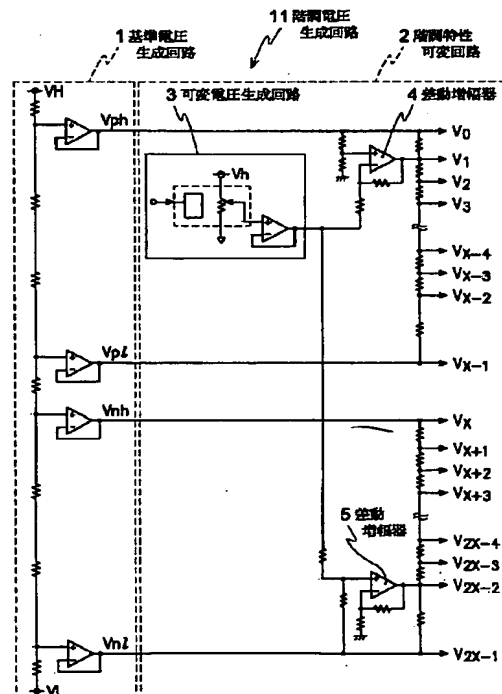 11 階調電圧
生成回路
1 基準電圧
生成回路
2 階調特性
可変回路
VH
Vph
3 可変電圧生成回路
Vh
4 差動増幅器
V0
V1
V2
V3
VX-4
VX-3
VX-2
Vpl
VX-1
Vnh
VX
VX+1
VX+2
VX+3
5 差動
増幅器
V2X-4
V2X-3
V2X-2
Vnl
V2X-1
VL